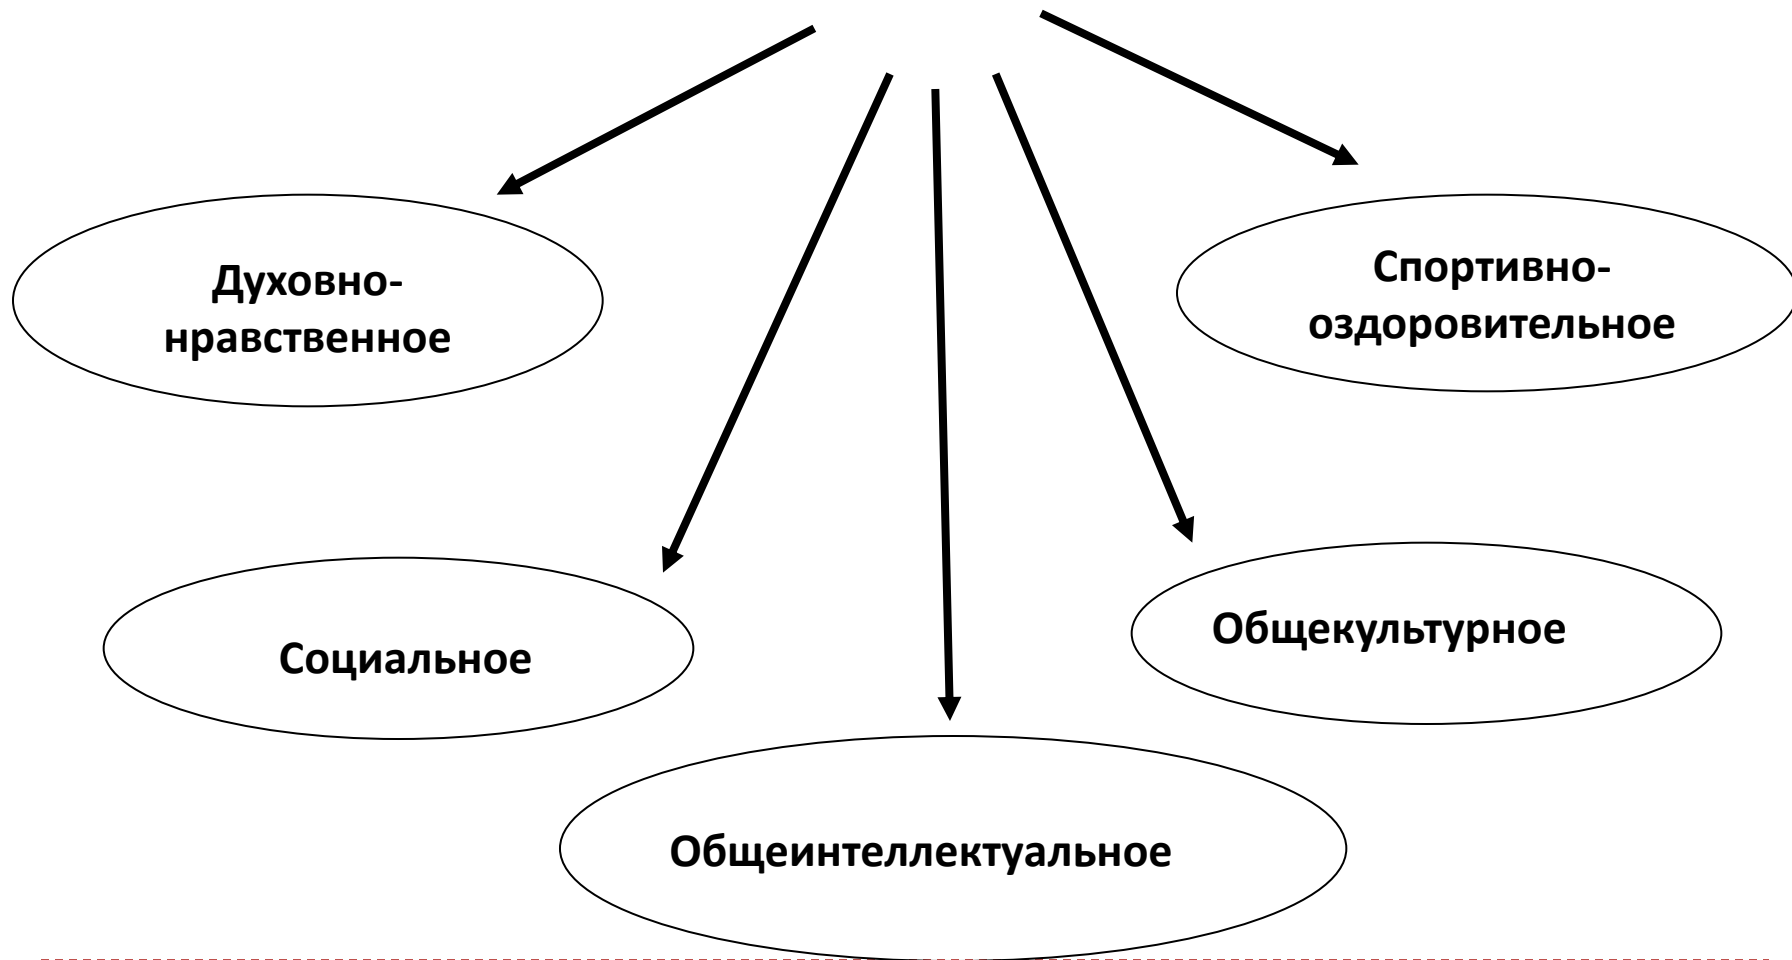 Духовно-
нравственное
Спортивно-
оздоровительное
Социальное
Общекультурное
Общеинтеллектуальное